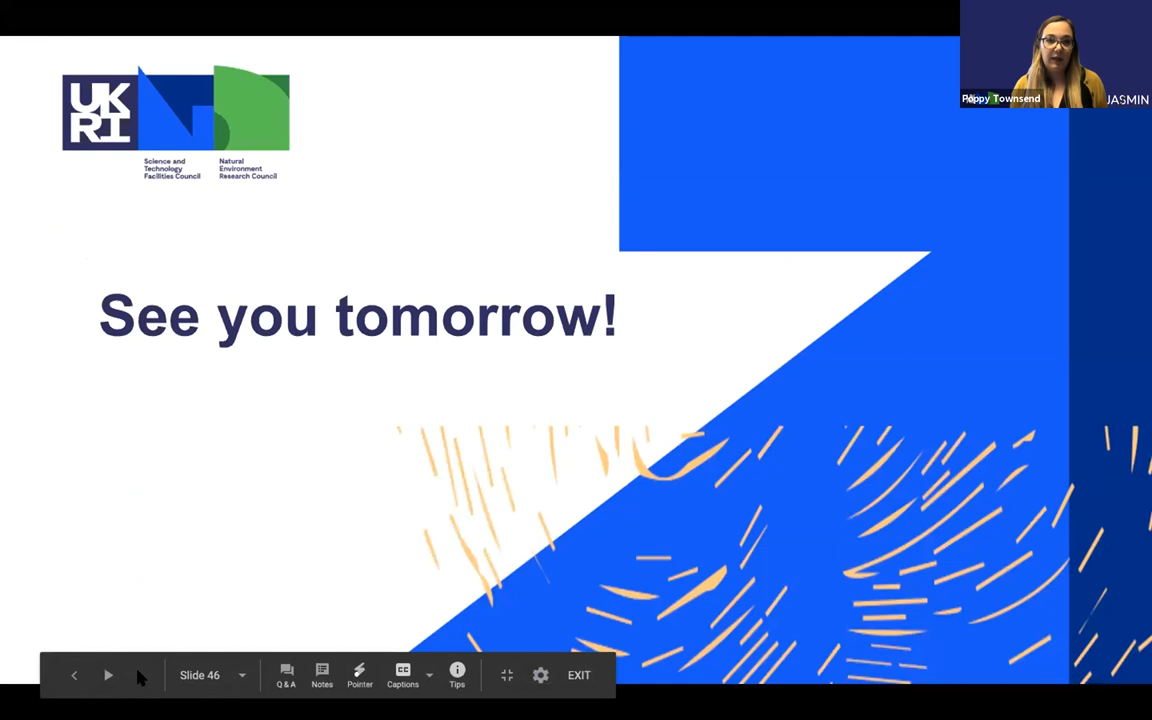 UK
RI
Science and
Technology
Facilities Council
Natural
Environment
Research Council
Poppy Townsend
JASMIN
See you tomorrow!
Slide 46
Q & A
Notes
Pointer
CC
Captions
Tips
EXIT